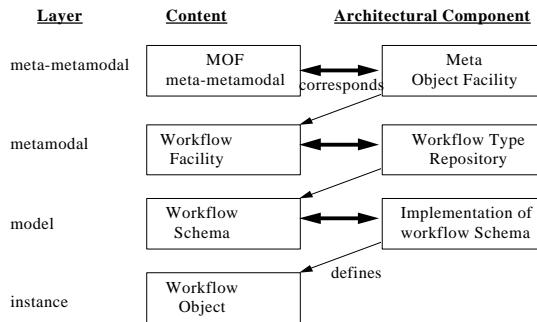 Layer Content Architectural Component
meta-metamodal
MOF
meta-metamodal
corresponds
Meta
Object Facility
metamodal
Workflow
Facility
Workflow Type
Repository
model
Workflow
Schema
Implementation of
workflow Schema
defines
instance
Workflow
Object